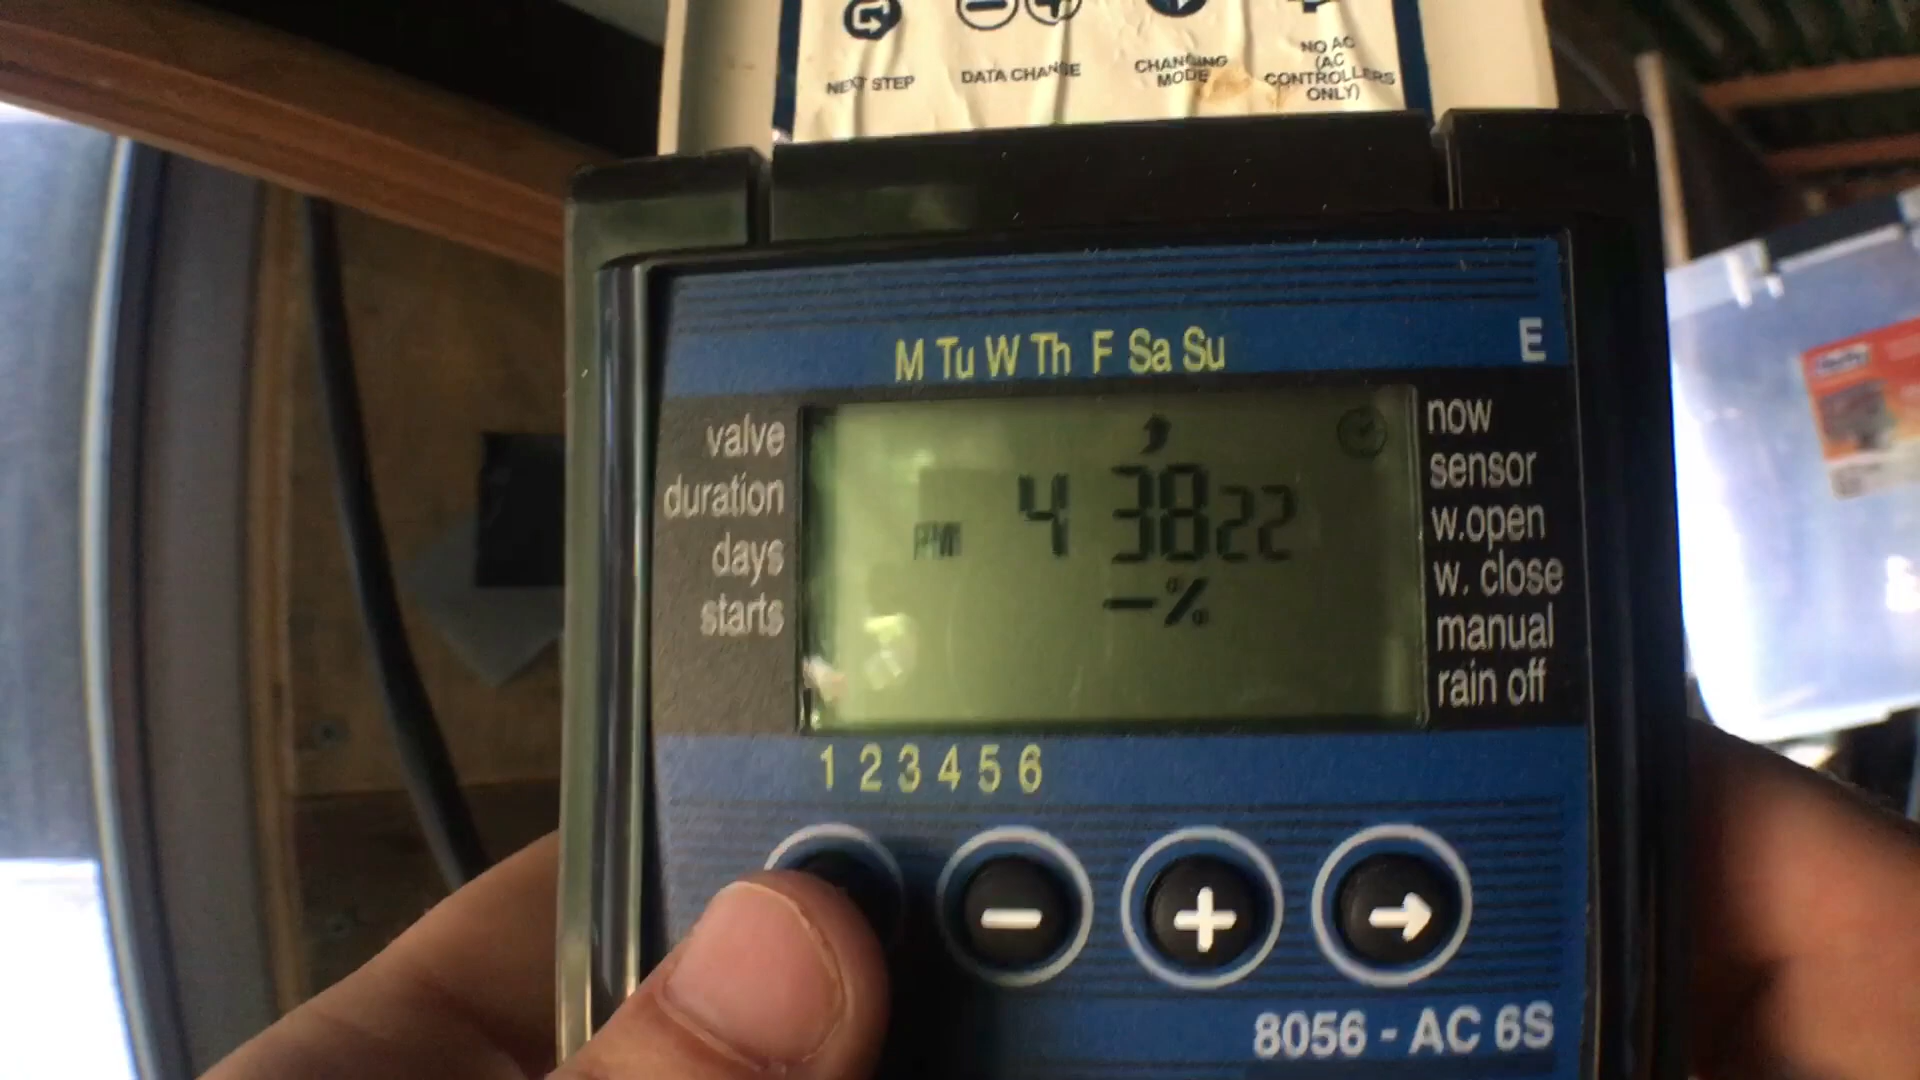 NEXT STEP
DATA CHANGE
CHANGING
MODE
NO AC
(AC
CONTROLLERS
ONLY)
M Tu W Th F Sa Su
E
valve
duration
days
starts
PM 4 38 22
-%
now
sensor
w.open
w. close
manual
rain off
1 2 3 4 5 6
8056 - AC 6S